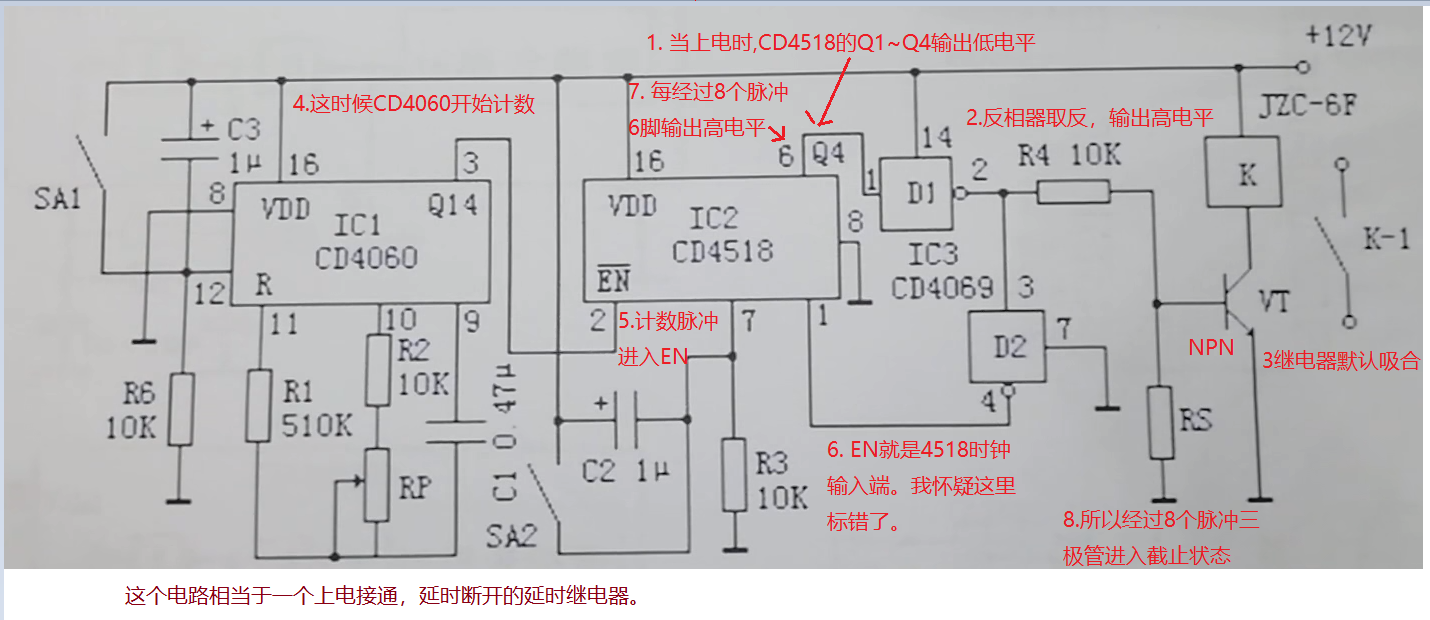 1. 当上电时,CD4518的Q1~Q4输出低电平
+12V
4.这时候CD4060开始计数
7. 每经过8个脉冲
6脚输出高电平
2.反相器取反，输出高电平
JZC-6F
+ C3
1μ
16
3
16
6
Q4
14
2
R4 10K
SA1
8
VDD
Q14
IC1
CD4060
VDD
IC2
CD4518
1
D1
K
8
IC3
CD4069
K-1
12
R
EN
3
11
10
9
2
5.计数脉冲
进入EN
7
1
D2
7
VT
NPN
3继电器默认吸合
R2
10K
R6
10K
R1
510K
C1 0.47μ
+
4
RS
RP
C2 1μ
R3
10K
6. EN就是4518时钟
输入端。我怀疑这里
标错了。
SA2
8.所以经过8个脉冲三
极管进入截止状态
这个电路相当于一个上电接通，延时断开的延时继电器。